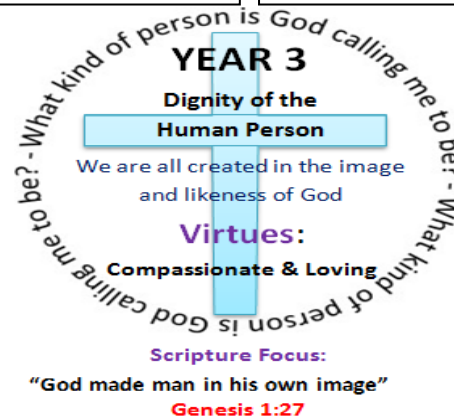 What kind of person is God calling me to be? - What kind of person is God calling me to be? -
YEAR 3
Dignity of the
Human Person
We are all created in the image
and likeness of God
Virtues:
Compassionate & Loving
Scripture Focus:
“God made man in his own image”
Genesis 1:27